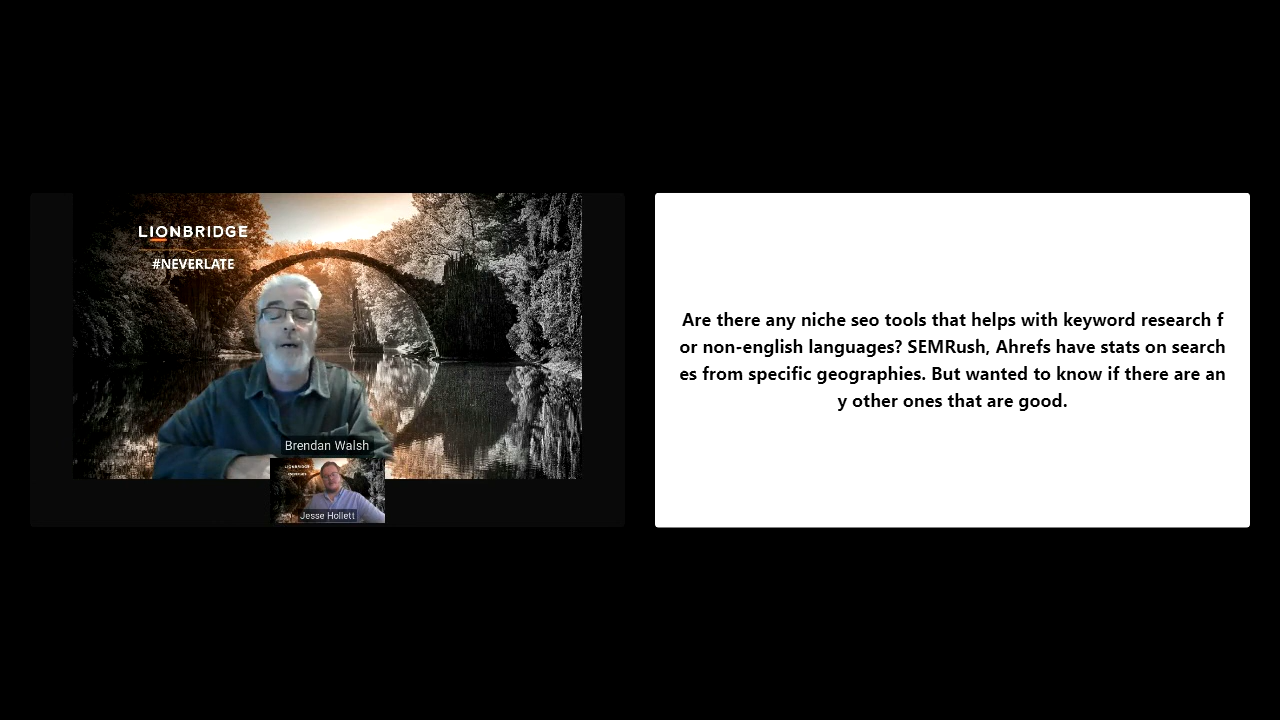 LIONBRIDGE
#NEVERLATE
Brendan Walsh
LIONBRIDGE
Jesse Hollett
Are there any niche seo tools that helps with keyword research f
or non-english languages? SEMRush, Ahrefs have stats on search
es from specific geographies. But wanted to know if there are an
y other ones that are good.